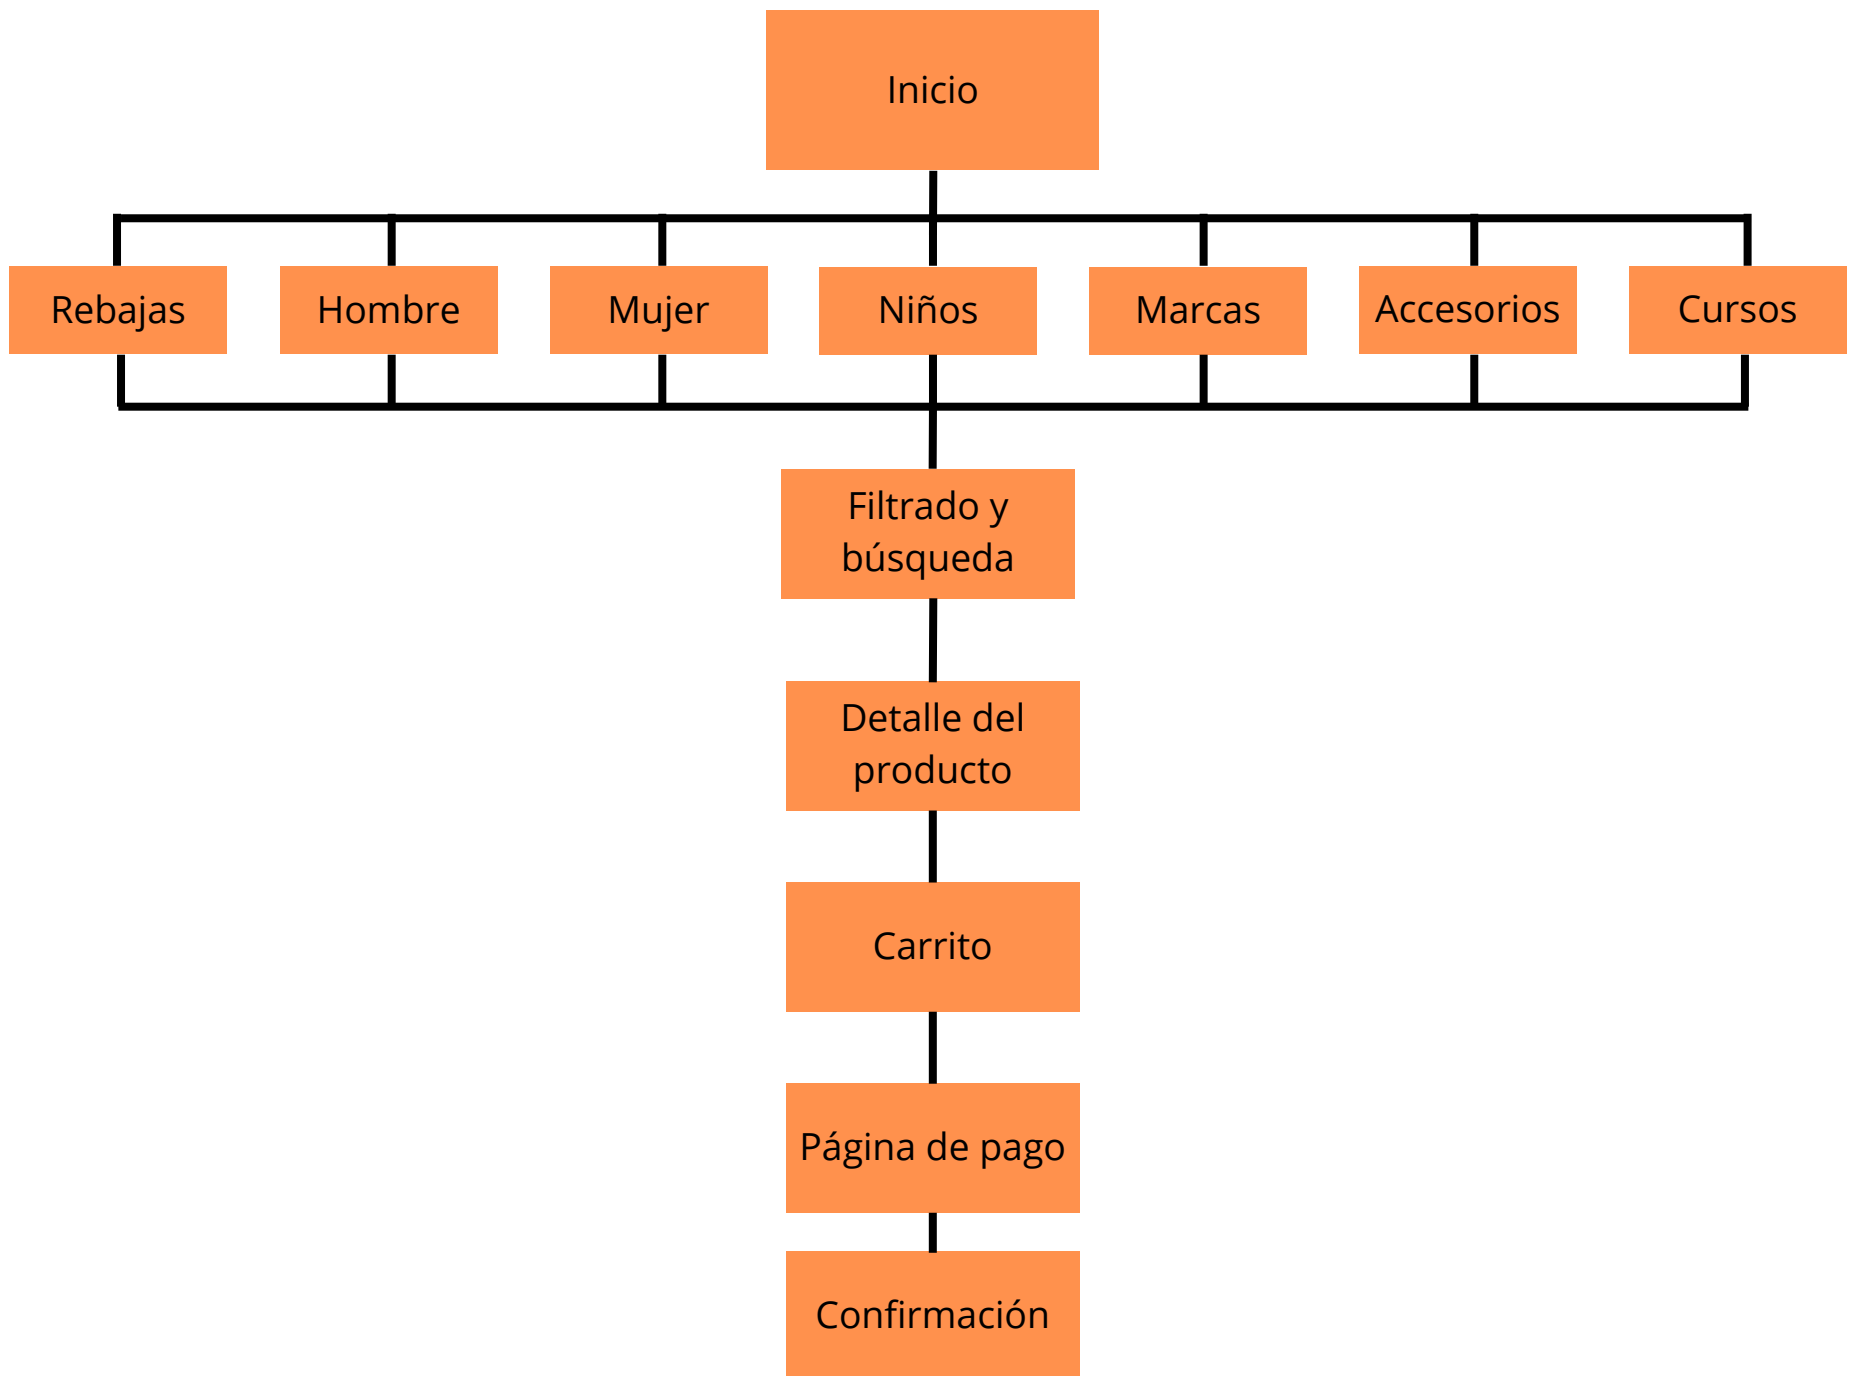 Inicio
Rebajas
Hombre
Mujer
Niños
Marcas
Accesorios
Cursos
Filtrado y
búsqueda
Detalle del
producto
Carrito
Página de pago
Confirmación